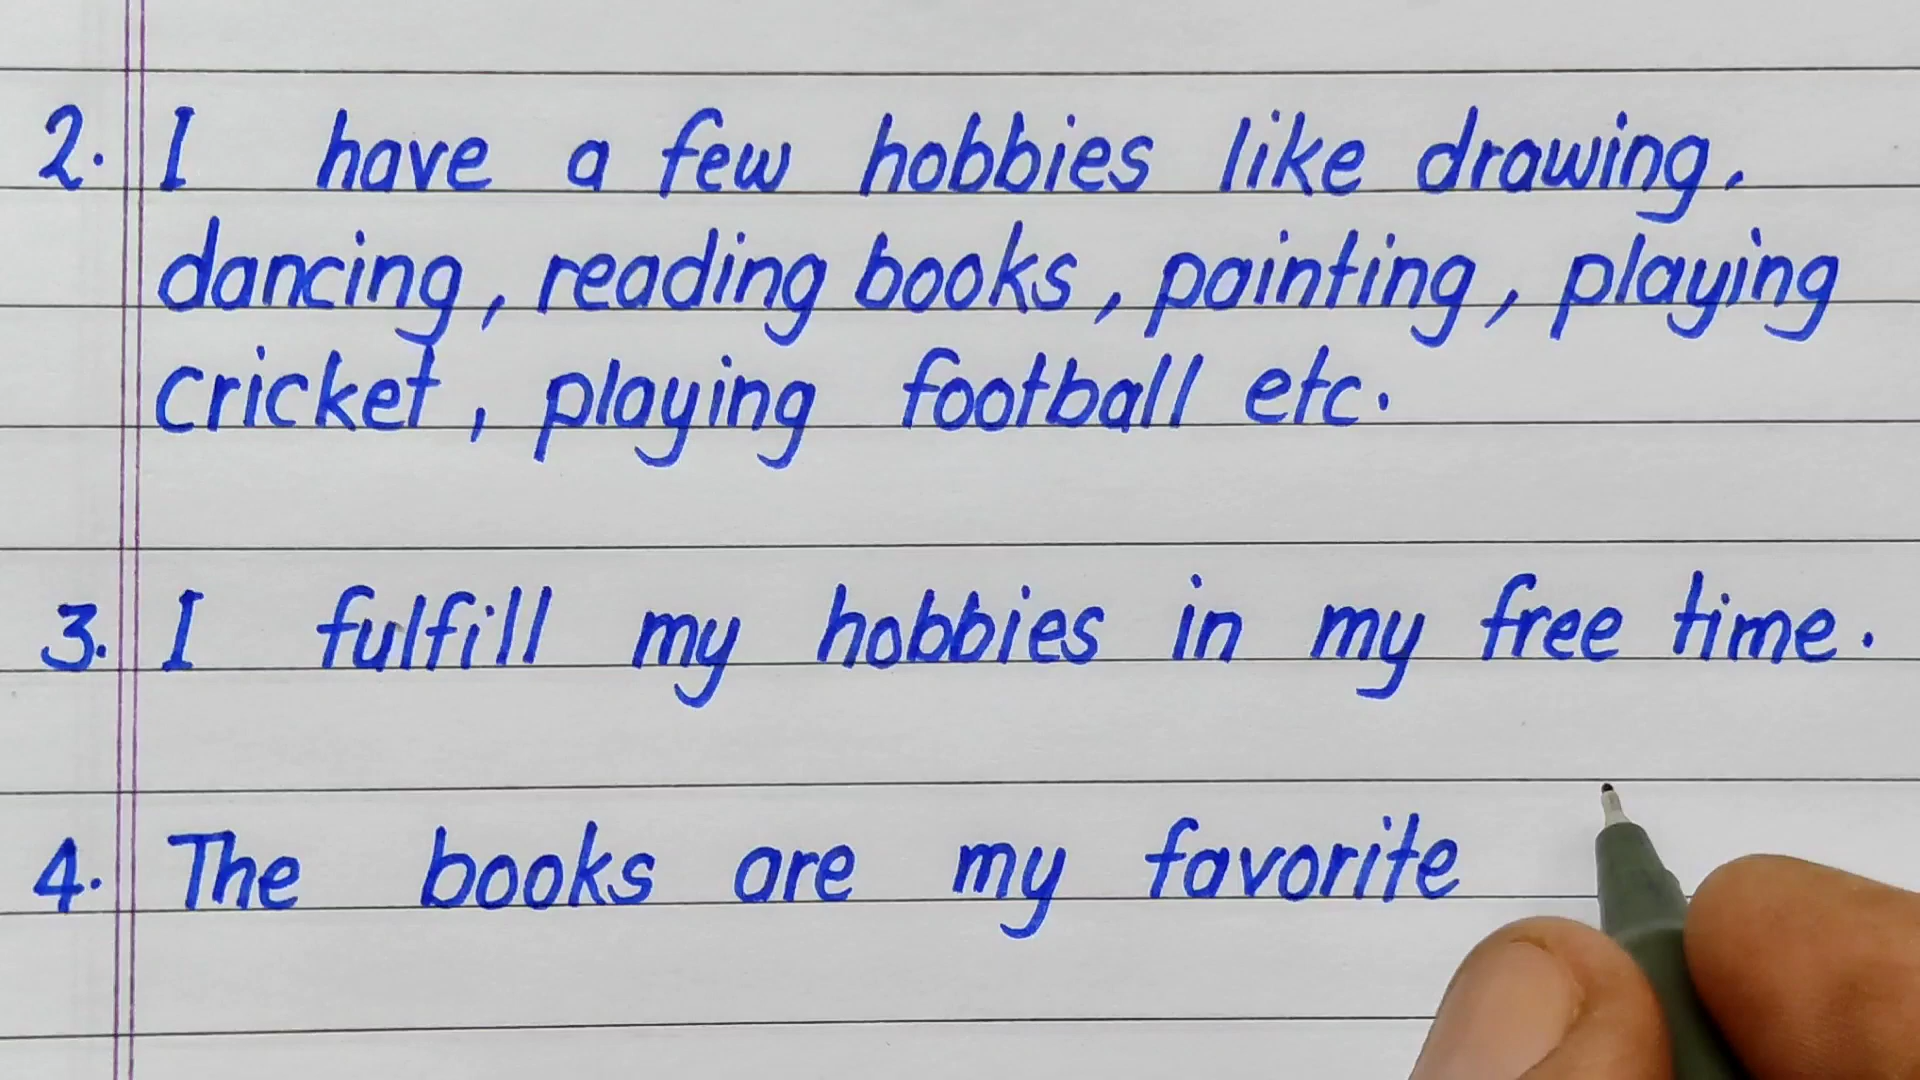 2. I have a few hobbies like drawing,
dancing, reading books, painting, playing
cricket, playing football etc.
3. I fulfill my hobbies in my free time.
4. The books are my favorite